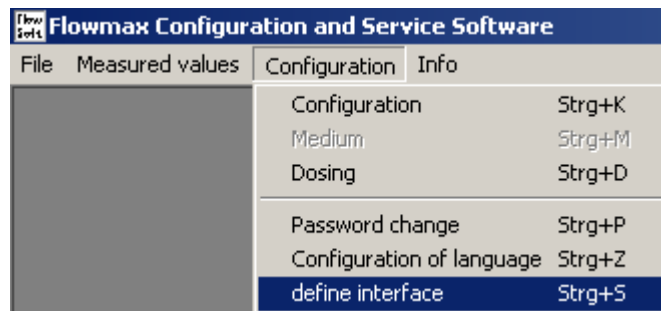 Flow Soft Flowmax Configuration and Service Software
File Measured values Configuration Info
Configuration Strg+K
Medium Strg+M
Dosing Strg+D
Password change Strg+P
Configuration of language Strg+Z
define interface Strg+S